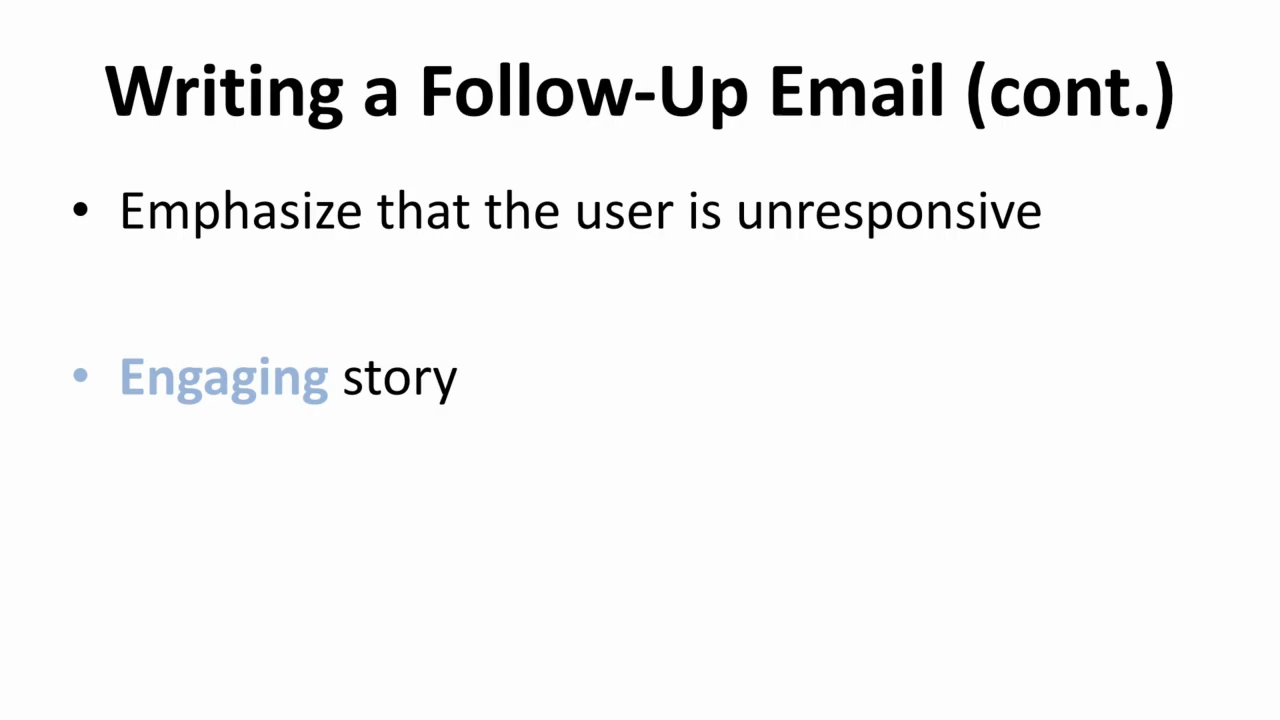 Writing a Follow-Up Email (cont.)
• Emphasize that the user is unresponsive
• Engaging story